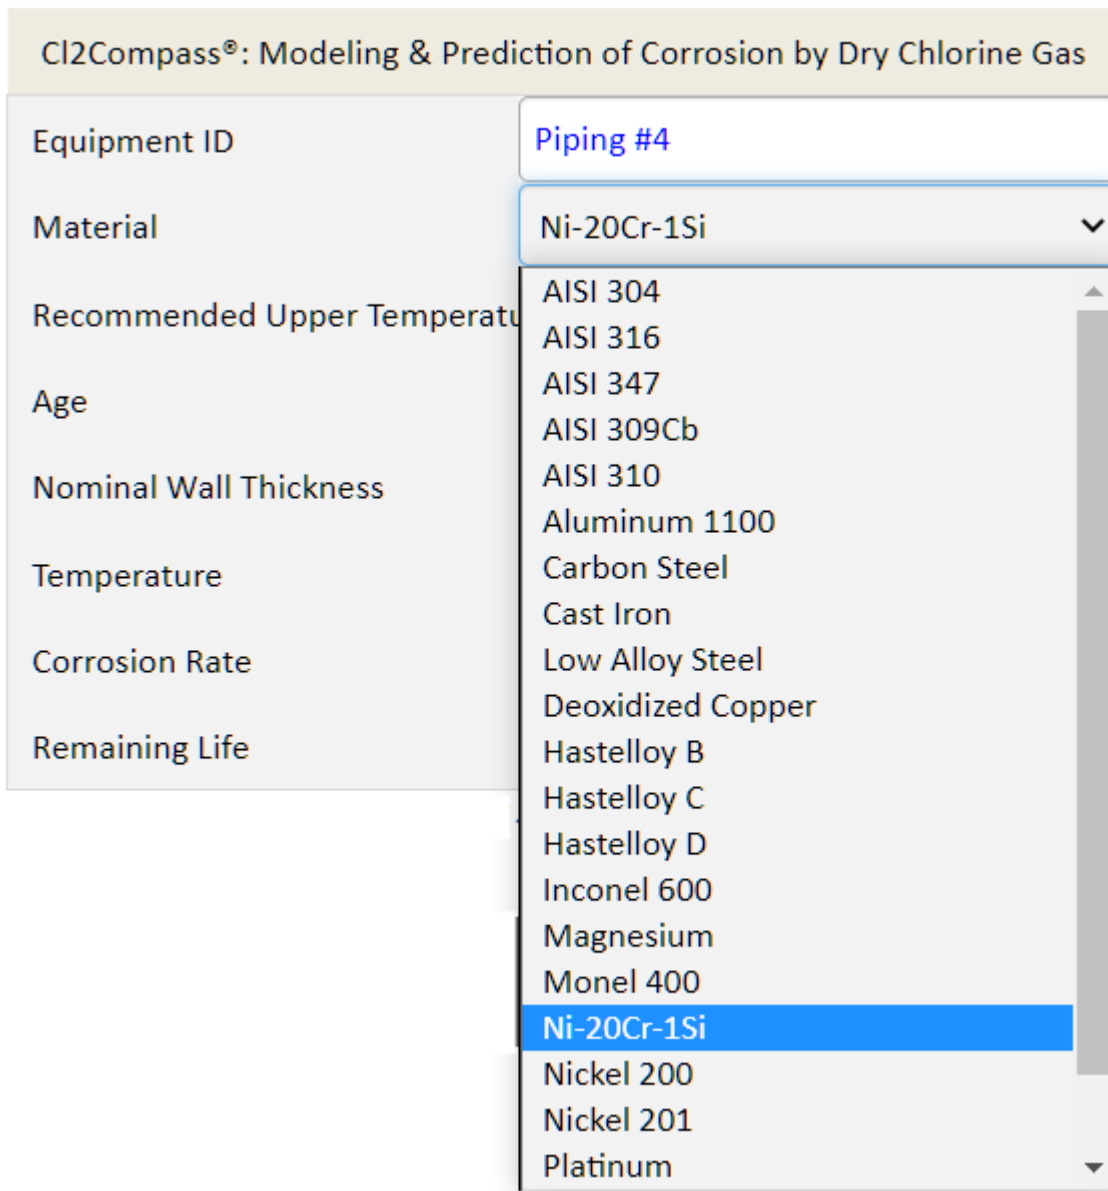 Cl2Compass®: Modeling & Prediction of Corrosion by Dry Chlorine Gas
Equipment ID
Piping #4
Material
Ni-20Cr-1Si
Recommended Upper
Age
Nominal Wall Thickness
Temperature
Corrosion Rate
Remaining Life
AISI 304
AISI 316
AISI 347
AISI 309Cb
AISI 310
Aluminum 1100
Carbon Steel
Cast Iron
Low Alloy Steel
Deoxidized Copper
Hastelloy B
Hastelloy C
Hastelloy D
Inconel 600
Magnesium
Monel 400
Ni-20Cr-1Si
Nickel 200
Nickel 201
Platinum